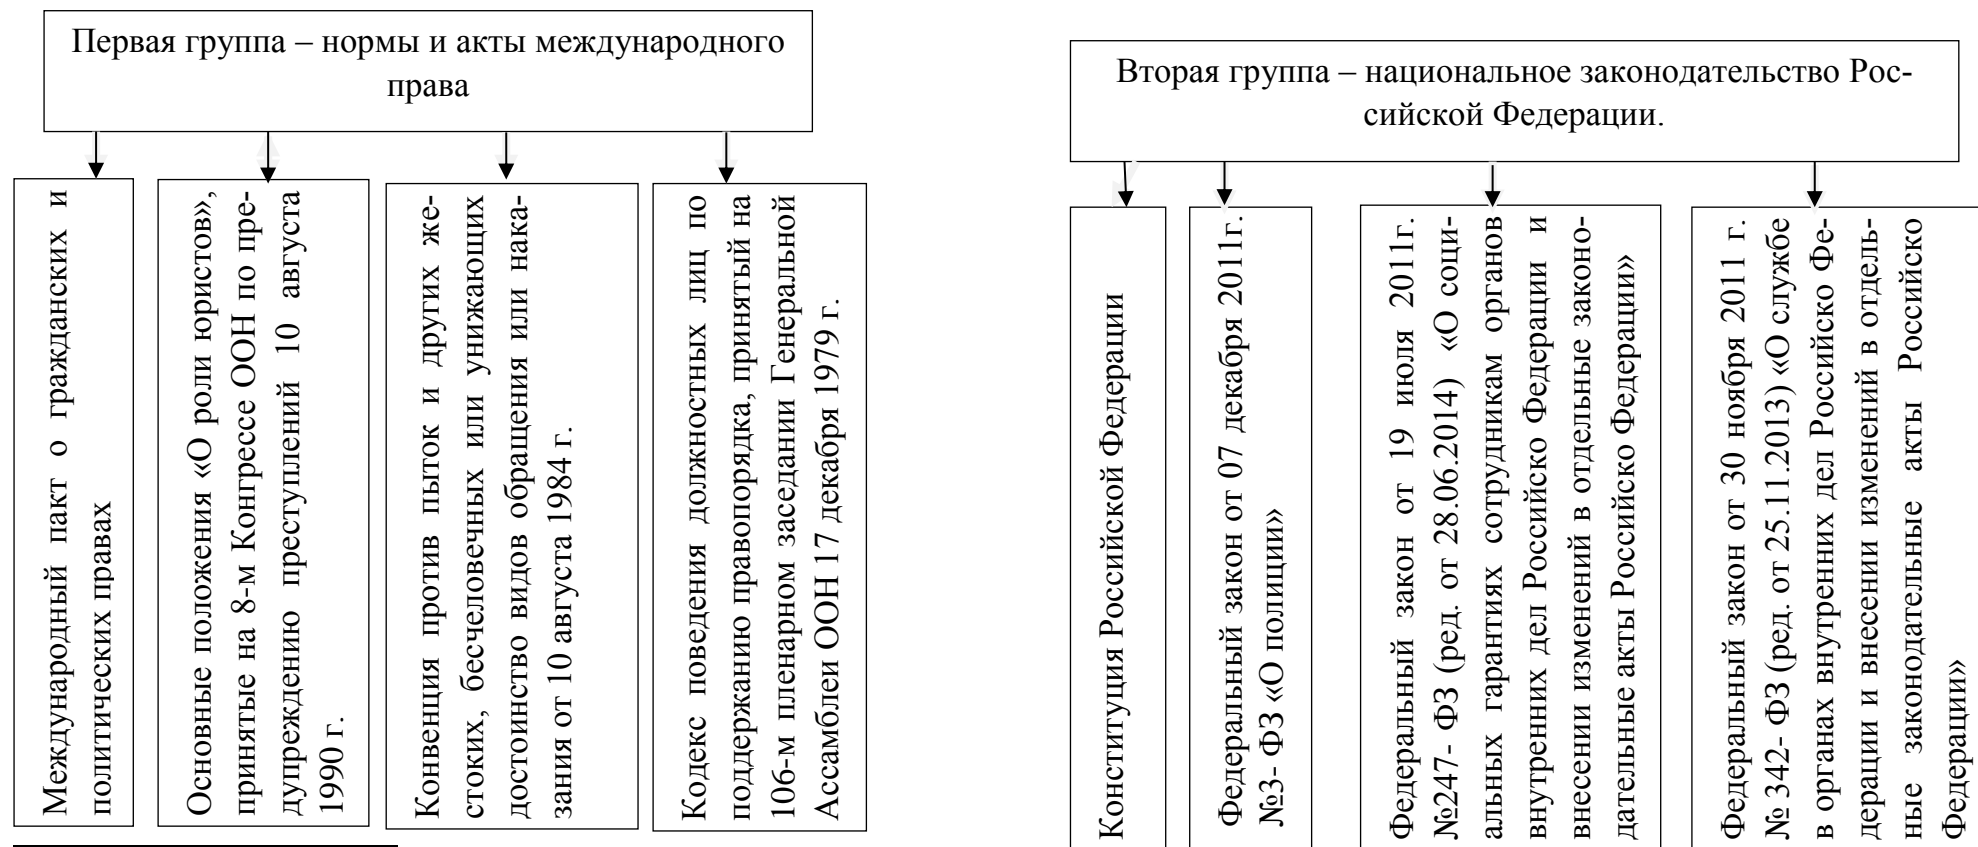 Первая группа – нормы и акты международного
права
Международный пакт о гражданских и
политических правах
Основные положения «О роли юристов»,
принятые на 8-м Конгрессе ООН по пре-
дупреждению преступлений 10 августа
1990 г.
Конвенция против пыток и других же-
стоких, бесчеловечных или унижающих
достоинство видов обращения или нака-
зания от 10 августа 1984 г.
Кодекс поведения должностных лиц по
поддержанию правопорядка, принятый на
106-м пленарном заседании Генеральной
Ассамблеи ООН 17 декабря 1979 г.
Вторая группа – национальное законодательство Рос-
сийской Федерации.
Конституция Российской Федерации
Федеральный закон от 07 декабря 2011г.
№3- ФЗ «О полиции»
Федеральный закон от 19 июля 2011г.
№247- ФЗ (ред. от 28.06.2014) «О соци-
альных гарантиях сотрудникам органов
внутренних дел Российско Федерации и
внесении изменений в отдельные законо-
дательные акты Российско Федерации»
Федеральный закон от 30 ноября 2011 г.
№ 342- ФЗ (ред. от 25.11.2013) «О службе
в органах внутренних дел Российско Фе-
дерации и внесении изменений в отдель-
ные законодательные акты Российско
Федерации»